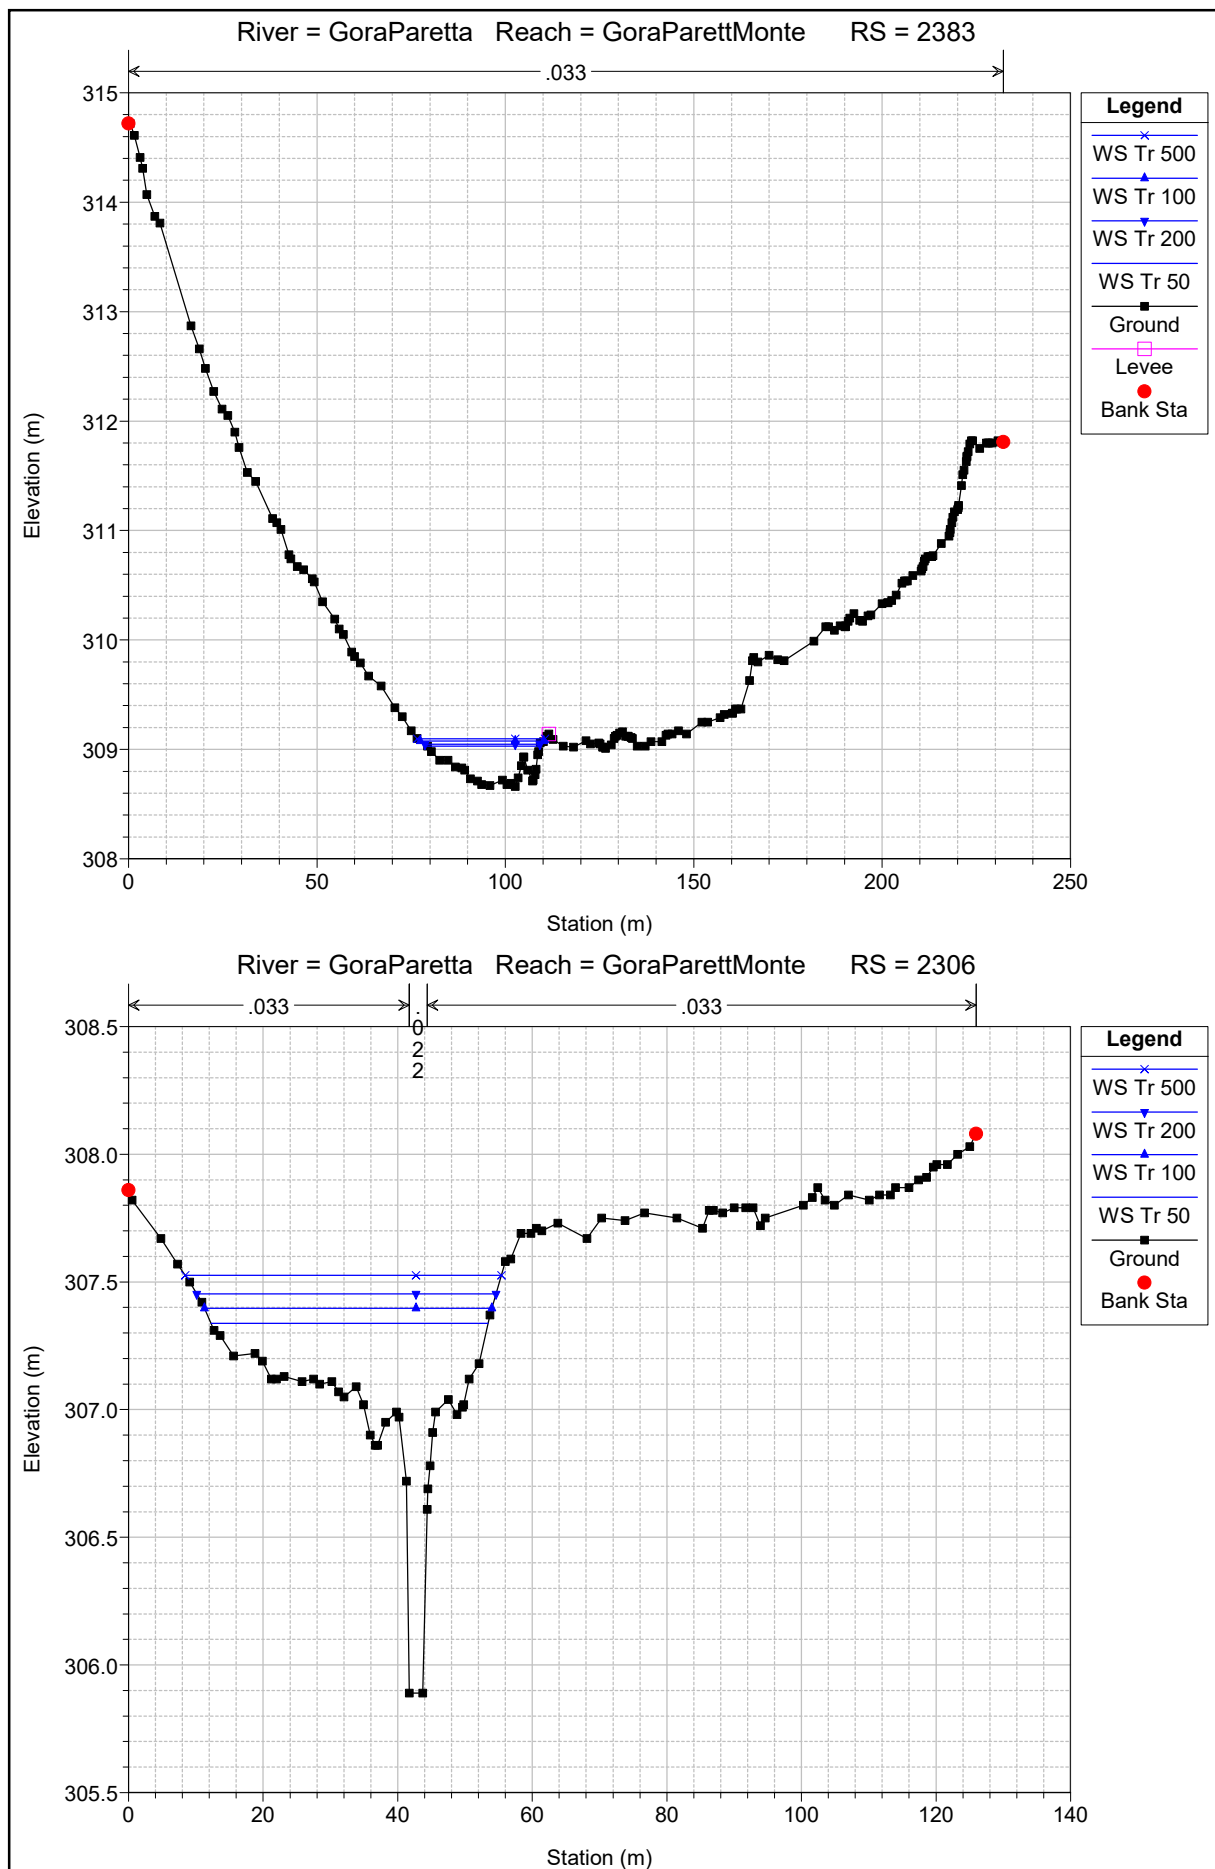 River = GoraParetta Reach = GoraParettMonte RS = 2383
.033
315
314
313
312
311
310
309
308
Elevation (m)
0 50 100 150 200 250
Station (m)
Legend
WS Tr 500
WS Tr 100
WS Tr 200
WS Tr 50
Ground
Levee
Bank Sta
River = GoraParetta Reach = GoraParettMonte RS = 2306
.033 .022 .033
308.5
308.0
307.5
307.0
306.5
306.0
305.5
Elevation (m)
0 20 40 60 80 100 120 140
Station (m)
Legend
WS Tr 500
WS Tr 200
WS Tr 100
WS Tr 50
Ground
Bank Sta